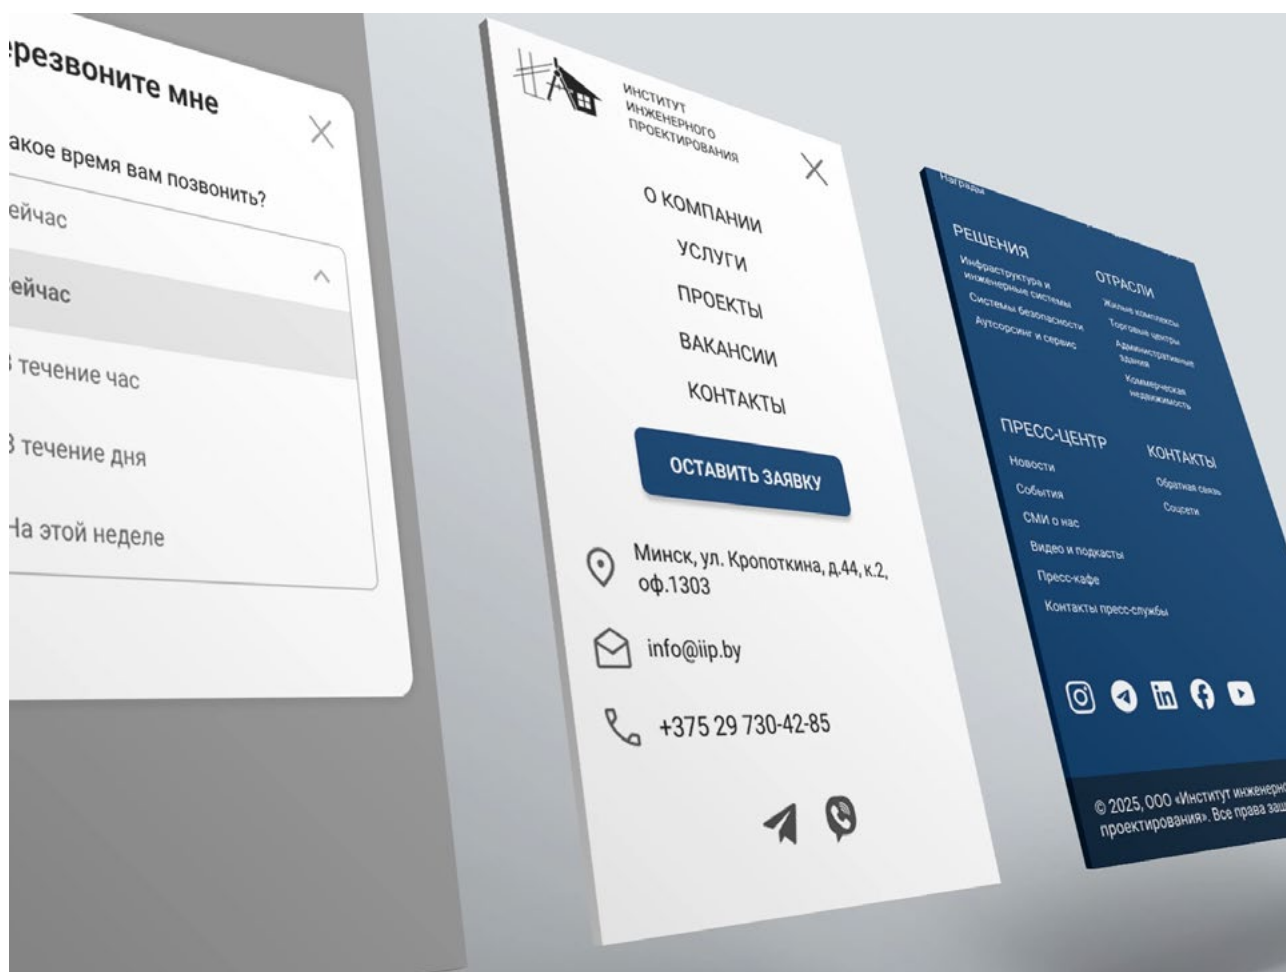 ерезвоните мне
акое время вам позвонить?
ейчас
ейчас
течение час
В течение дня
На этой неделе
ИНСТИТУТ
ИНЖЕНЕРНОГО
ПРОЕКТИРОВАНИЯ
О КОМПАНИИ
УСЛУГИ
ПРОЕКТЫ
ВАКАНСИИ
КОНТАКТЫ
ОСТАВИТЬ ЗАЯВКУ
Минск, ул. Кропоткина, д.44, к.2,
оф.1303
info@iip.by
+375 29 730-42-85
Награды
РЕШЕНИЯ
Инфраструктура и
инженерные системы
Системы безопасности
Аутсорсинг и сервис
ОТРАСЛИ
Жилые комплексы
Торговые центры
Административные
здания
Коммерческая
недвижимость
ПРЕСС-ЦЕНТР
Новости
События
СМИ о нас
Видео и подкасты
Пресс-кафе
Контакты пресс-службы
КОНТАКТЫ
Обратная связь
Соцсети
© 2025, ООО «Институт инженерно
проектирования». Все права защ